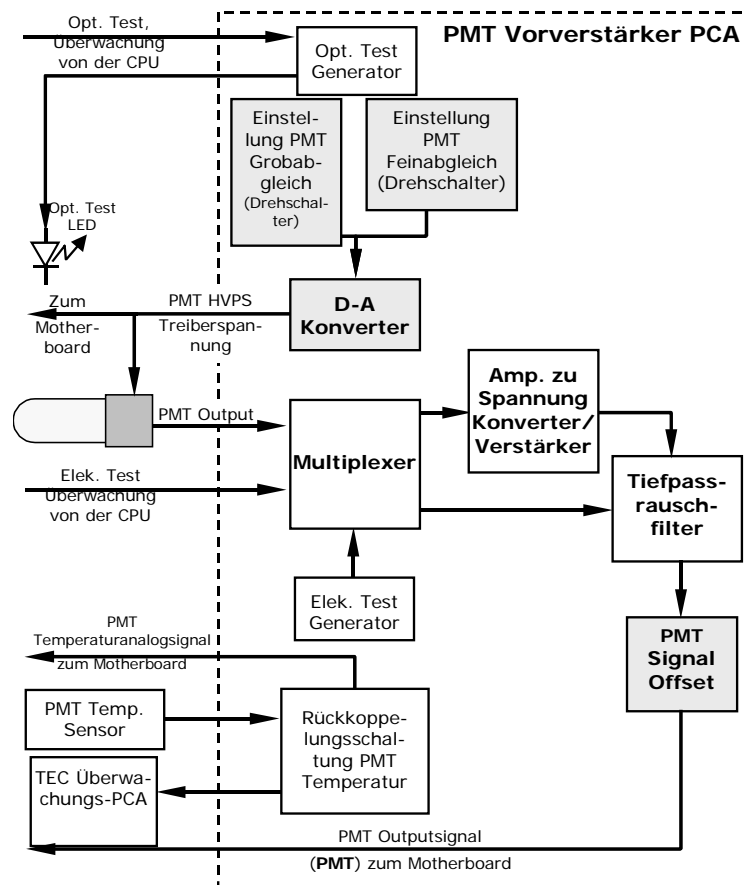 PMT Vorverstärker PCA
Opt. Test,
Überwachung
von der CPU
Opt. Test
Generator
Einstel-
lung PMT
Grobab-
gleich
(Drehschal-
ter)
Einstellung
PMT
Feinabgleich
(Drehschalter)
Opt. Test
LED
Zum
Mother-
board
PMT HVPS
Treiberspan-
nung
D-A
Konverter
PMT Output
Multiplexer
Amp. zu
Spannung
Konverter/
Verstärker
Elek. Test
Überwachung
von der CPU
Tiefpass-
rausch-
filter
Elek. Test
Generator
PMT
Temperaturanalogsignal
zum Motherboard
PMT
Signal
Offset
PMT Temp.
Sensor
Rückkoppe-
lungsschal-
tung PMT
Temperatur
TEC Überwa-
chungs-PCA
PMT Outputsignal
(PMT) zum Motherboard